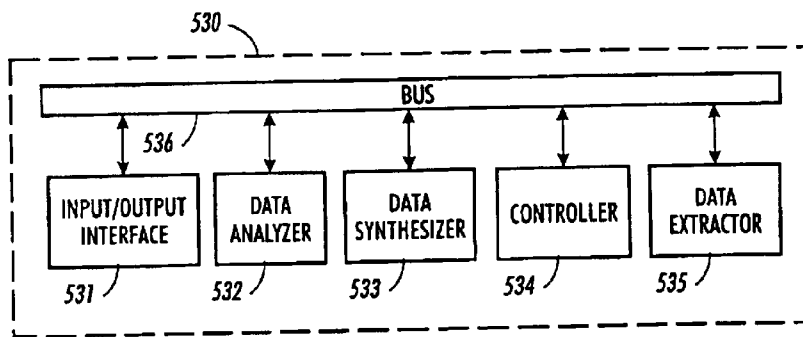 530
BUS
536
INPUT/OUTPUT
INTERFACE
DATA
ANALYZER
DATA
SYNTHESIZER
CONTROLLER
DATA
EXTRACTOR
531
532
533
534
535